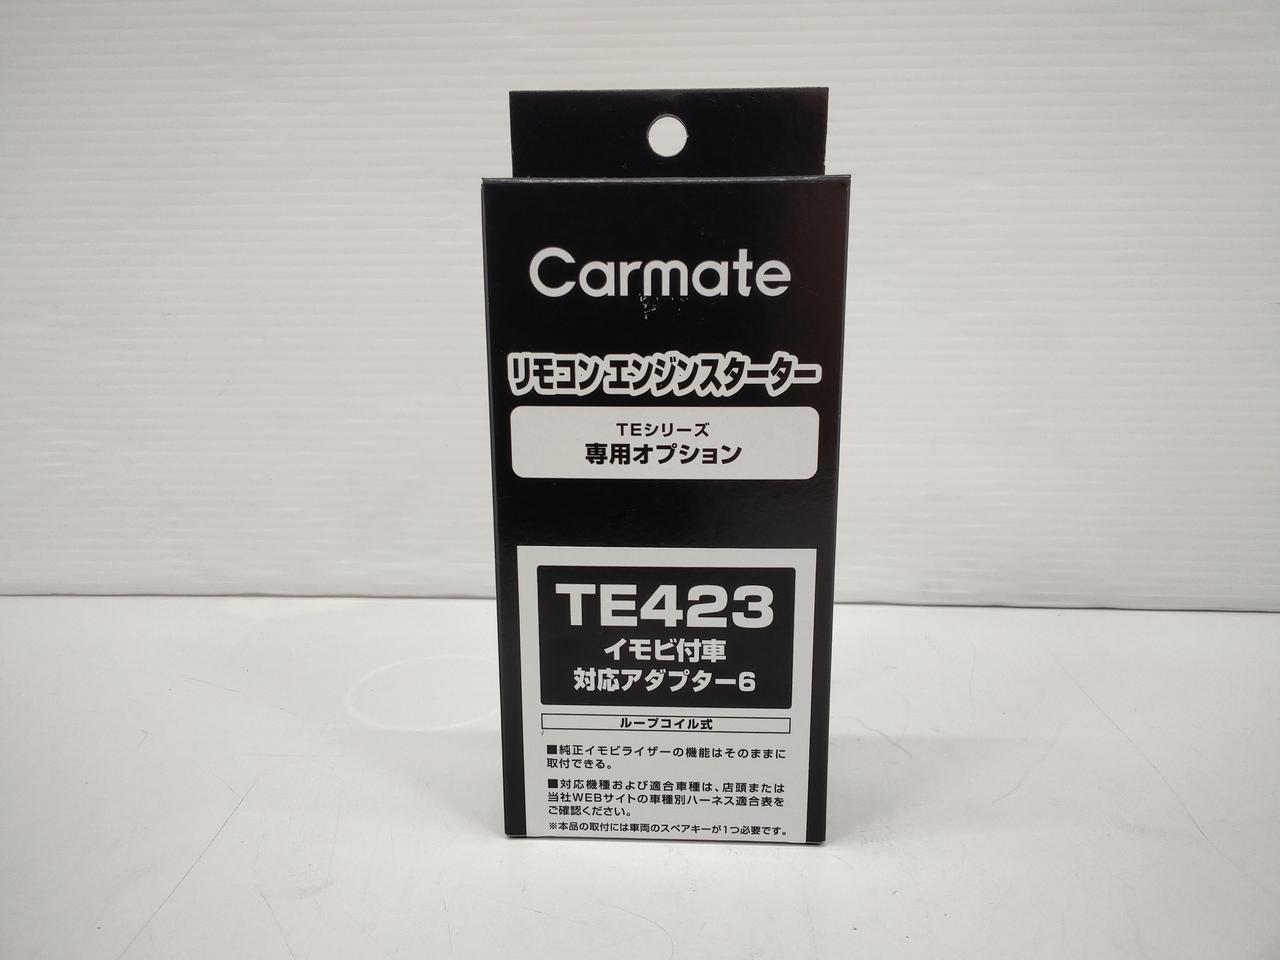 Carmate
リモコンエンジンスターター
TEシリーズ
専用オプション
TE423
イモビ付車
対応アダプター6
ループコイル式
■純正イモビライザーの機能はそのままに
取付できる。
■対応機種および適合車種は、店頭または
当社WEBサイトの車種別ハーネス適合表を
ご確認ください。
※本品の取付には車両のスペアキーが1つ必要です。